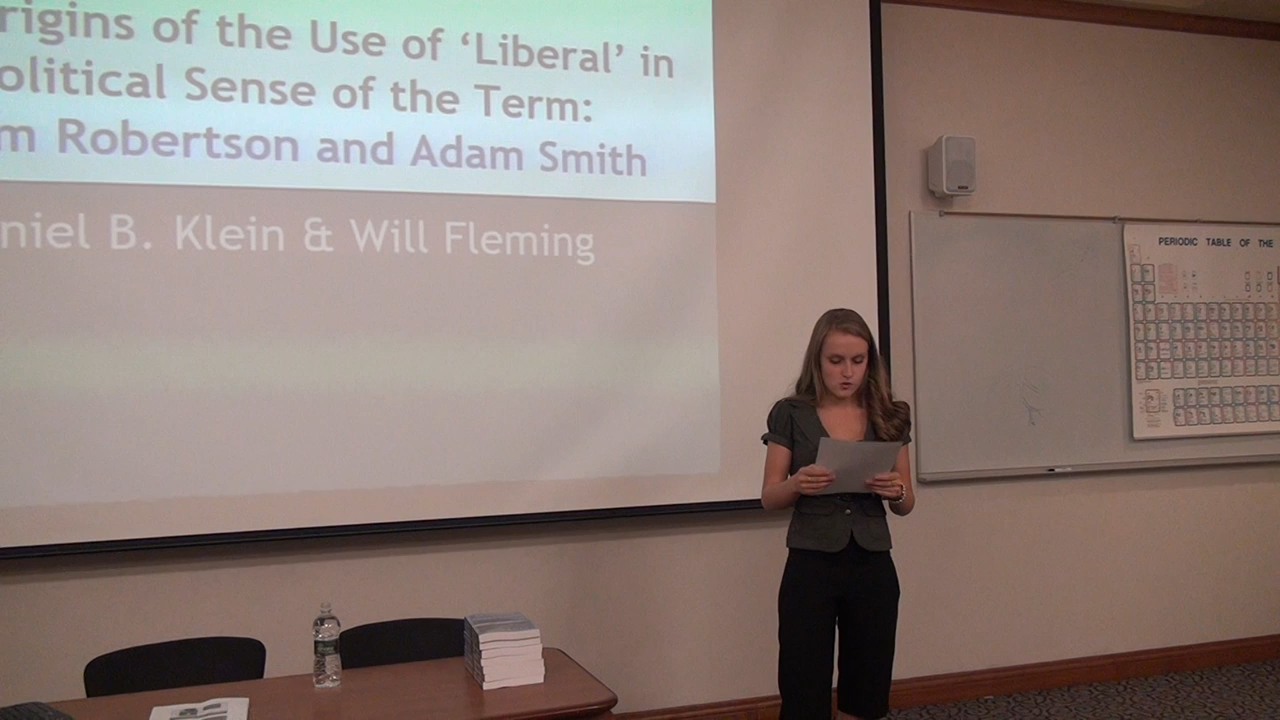 rigins of the Use of ‘Liberal’ in
olitical Sense of the Term:
m Robertson and Adam Smith
niel B. Klein & Will Fleming
PERIODIC TABLE OF THE